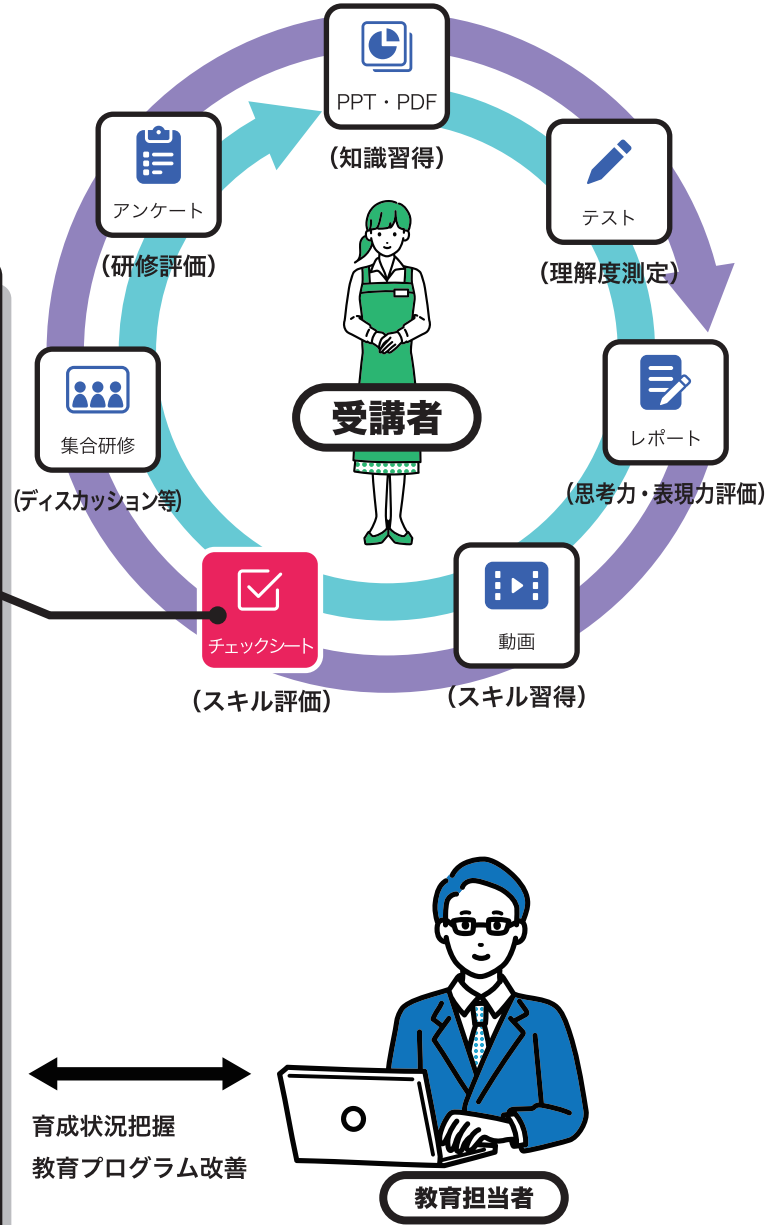 PPT・PDF
(知識習得)
テスト
(理解度測定)
レポート
(思考力・表現力評価)
動画
(スキル習得)
チェックシート
(スキル評価)
集合研修
(ディスカッション等)
アンケート
(研修評価)
受講者
育成状況把握
教育プログラム改善
教育担当者